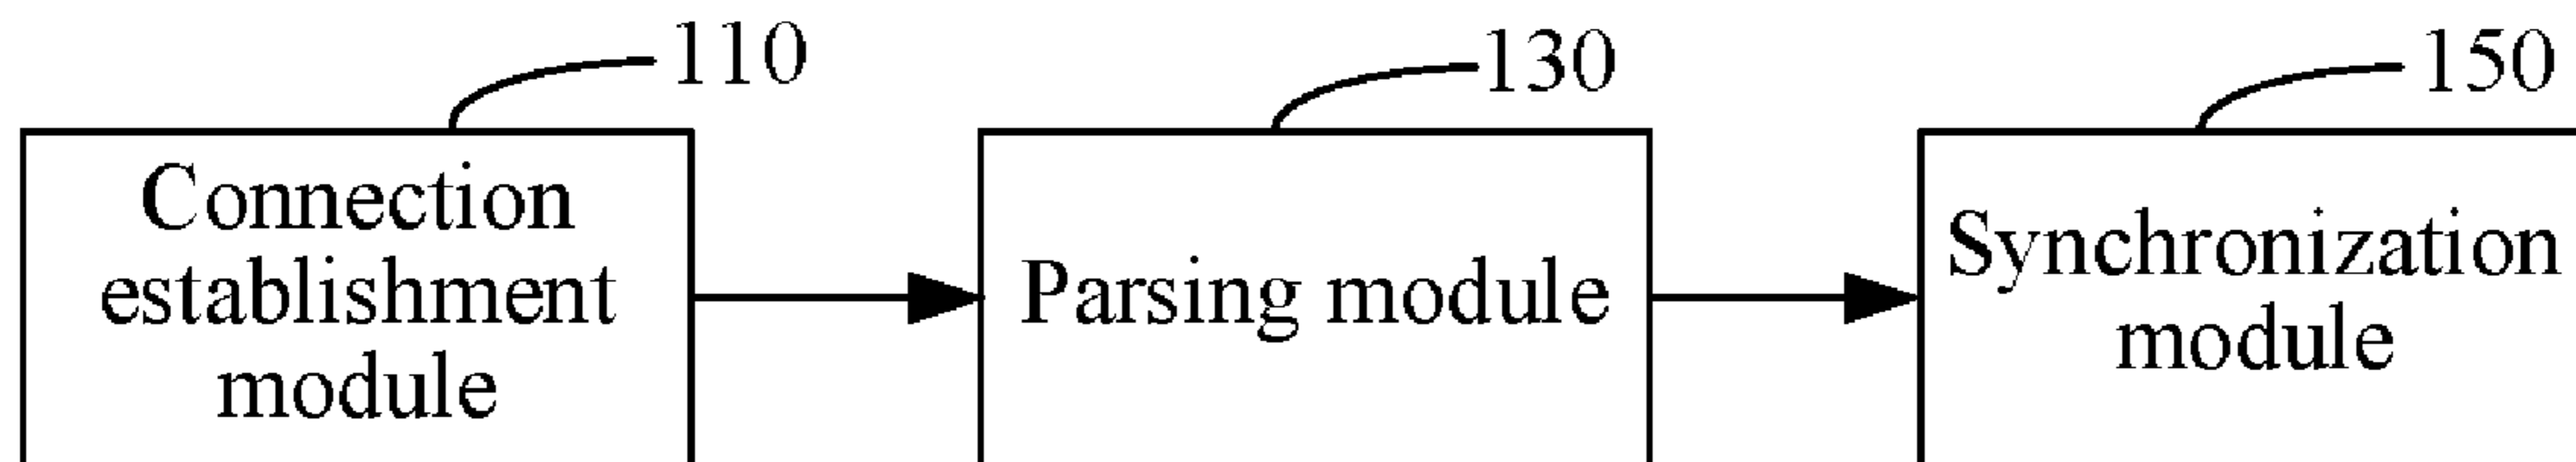 110
130
150
Connection
establishment
module
Parsing module
Synchronization
module